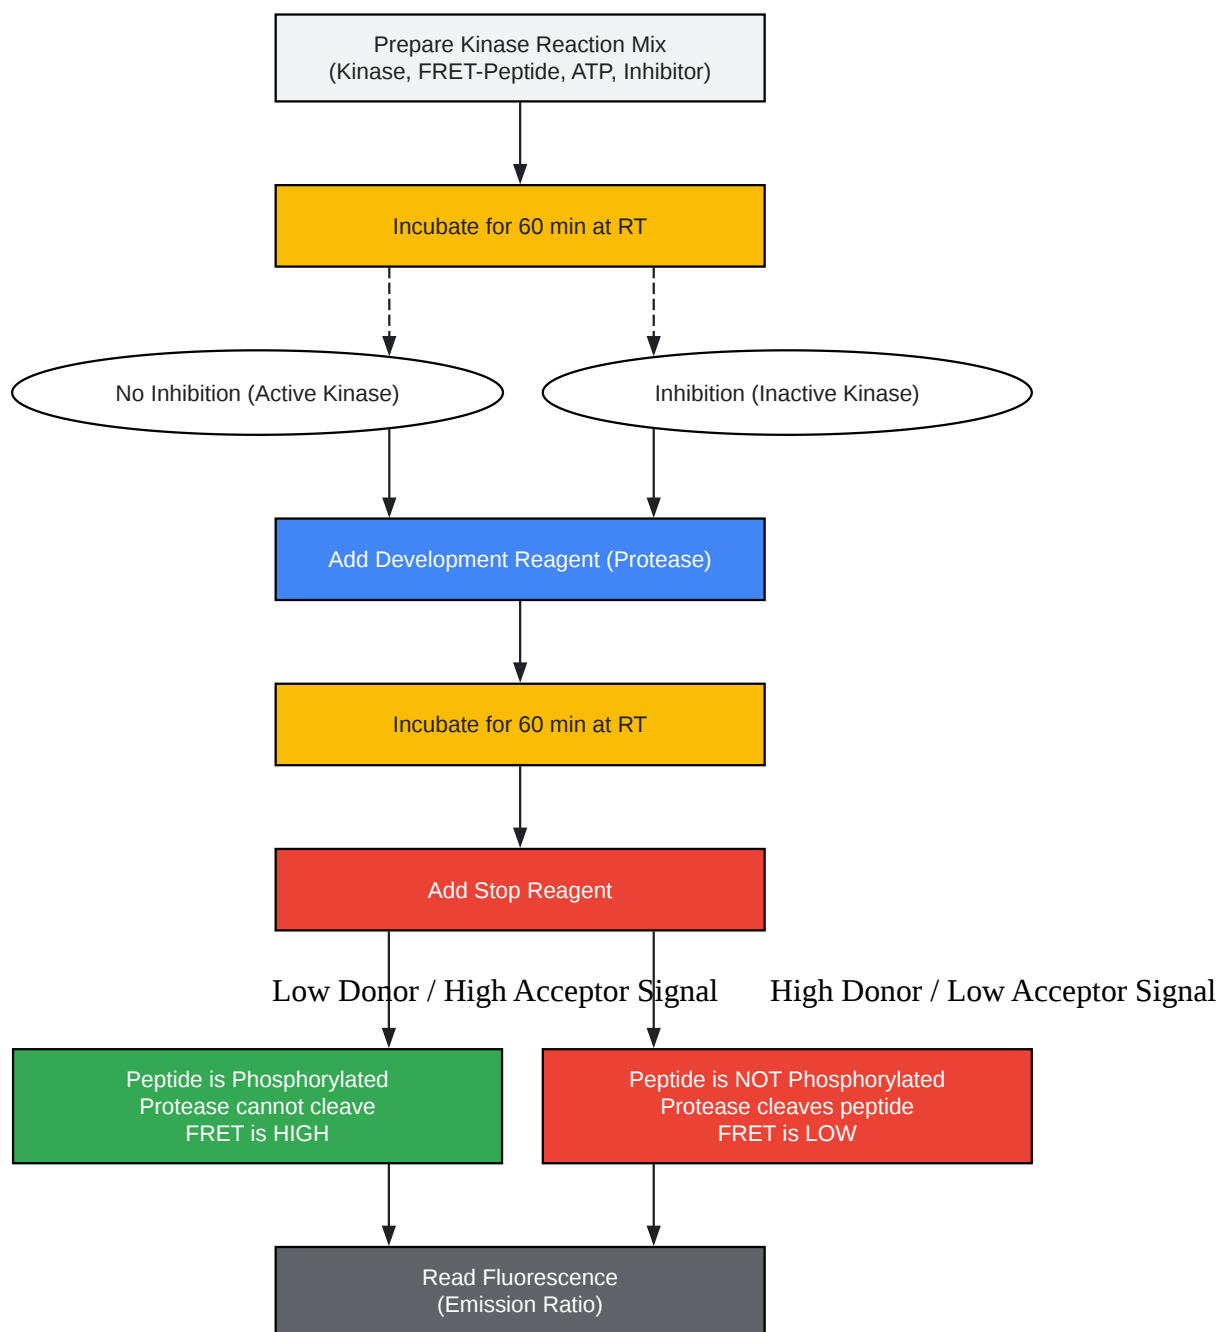 Prepare Kinase Reaction Mix
(Kinase, FRET-Peptide, ATP, Inhibitor)
Incubate for 60 min at RT
No Inhibition (Active Kinase)
Inhibition (Inactive Kinase)
Add Development Reagent (Protease)
Incubate for 60 min at RT
Add Stop Reagent
Low Donor / High Acceptor Signal
High Donor / Low Acceptor Signal
Peptide is Phosphorylated
Protease cannot cleave
FRET is HIGH
Peptide is NOT Phosphorylated
Protease cleaves peptide
FRET is LOW
Read Fluorescence
(Emission Ratio)